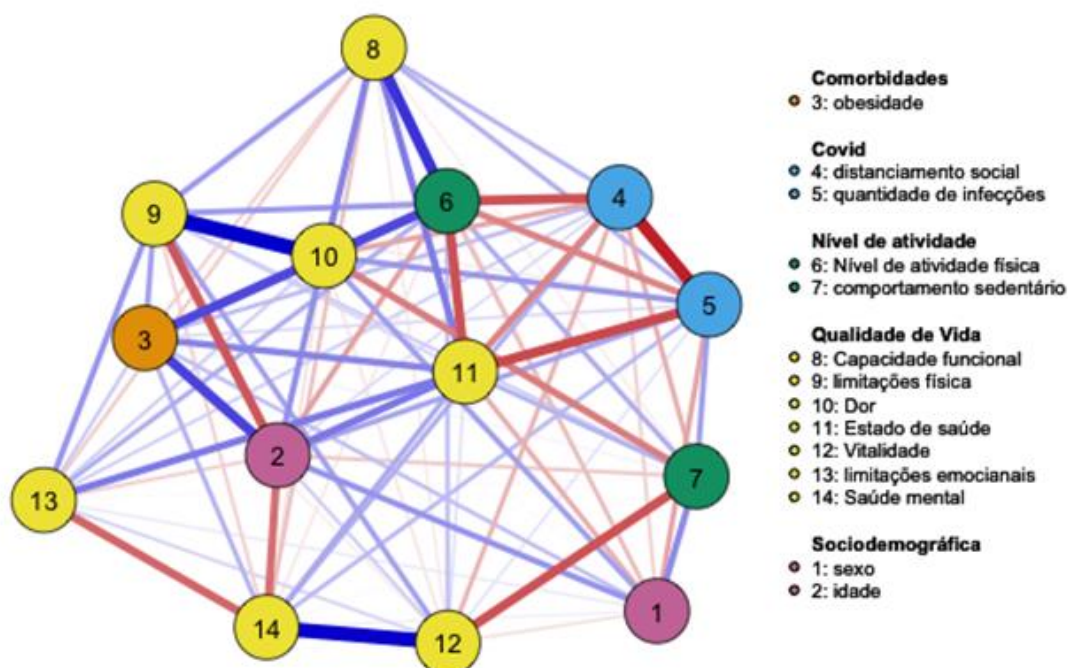 8
6
4
9
10
5
3
11
2
7
13
1
14
12
Comorbidades
3: obesidade
Covid
4: distanciamento social
5: quantidade de infecções
Nível de atividade
6: Nível de atividade física
7: comportamento sedentário
Qualidade de Vida
8: Capacidade funcional
9: limitações física
10: Dor
11: Estado de saúde
12: Vitalidade
13: limitações emocianais
14: Saúde mental
Sociodemográfica
1: sexo
2: idade